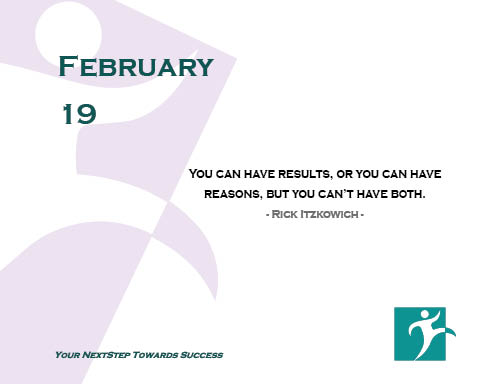 February
19
You can have results, or you can have
reasons, but you can't have both.
- Rick Itzkowich -
Your NextStep Towards Success